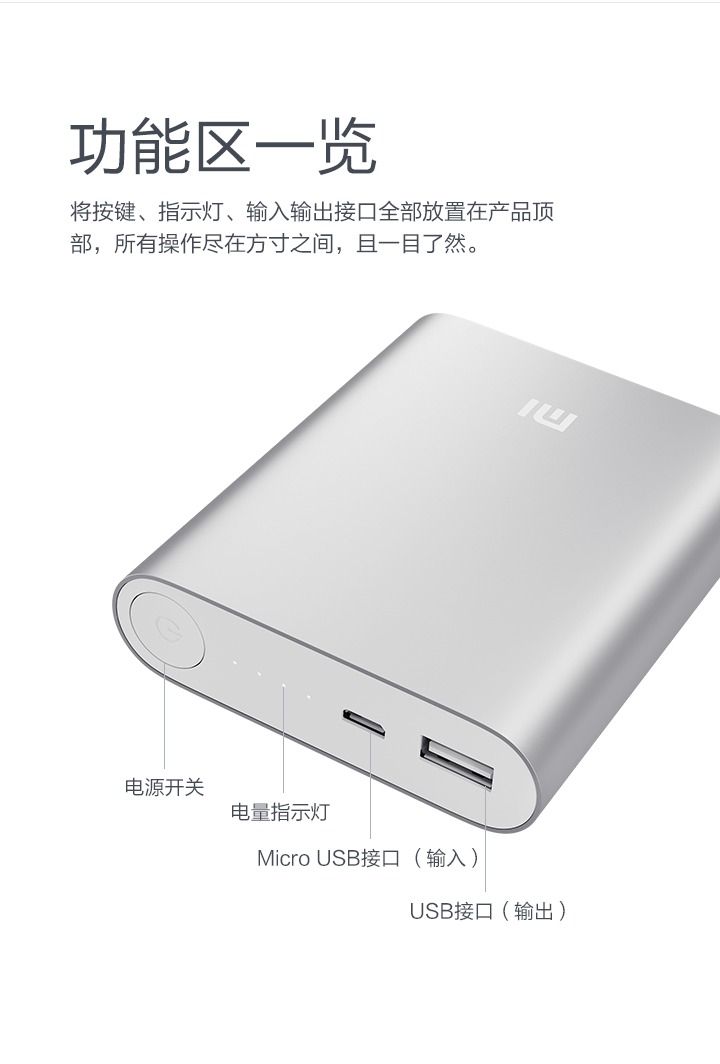 功能区一览
将按键、指示灯、输入输出接口全部放置在产品顶
部，所有操作尽在方寸之间，且一目了然。
mi
电源开关
电量指示灯
Micro USB接口（输入）
USB接口（输出）